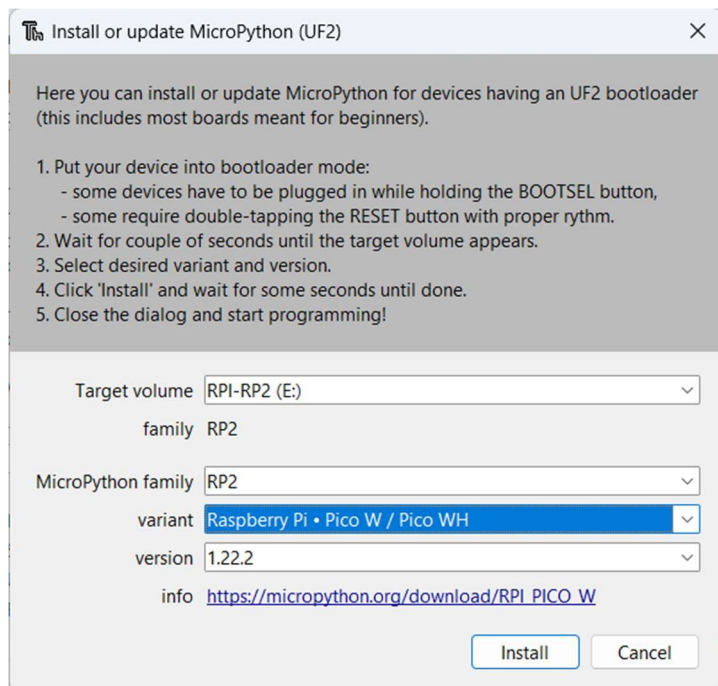 Install or update MicroPython (UF2)
Here you can install or update MicroPython for devices having an UF2 bootloader
(this includes most boards meant for beginners).
1. Put your device into bootloader mode:
- some devices have to be plugged in while holding the BOOTSEL button,
- some require double-tapping the RESET button with proper rythm.
2. Wait for couple of seconds until the target volume appears.
3. Select desired variant and version.
4. Click 'Install' and wait for some seconds until done.
5. Close the dialog and start programming!
Target volume RPI-RP2 (E:)
family RP2
MicroPython family RP2
variant Raspberry Pi • Pico W / Pico WH
version 1.22.2
info https://micropython.org/download/RPI_PICO_W
Install Cancel